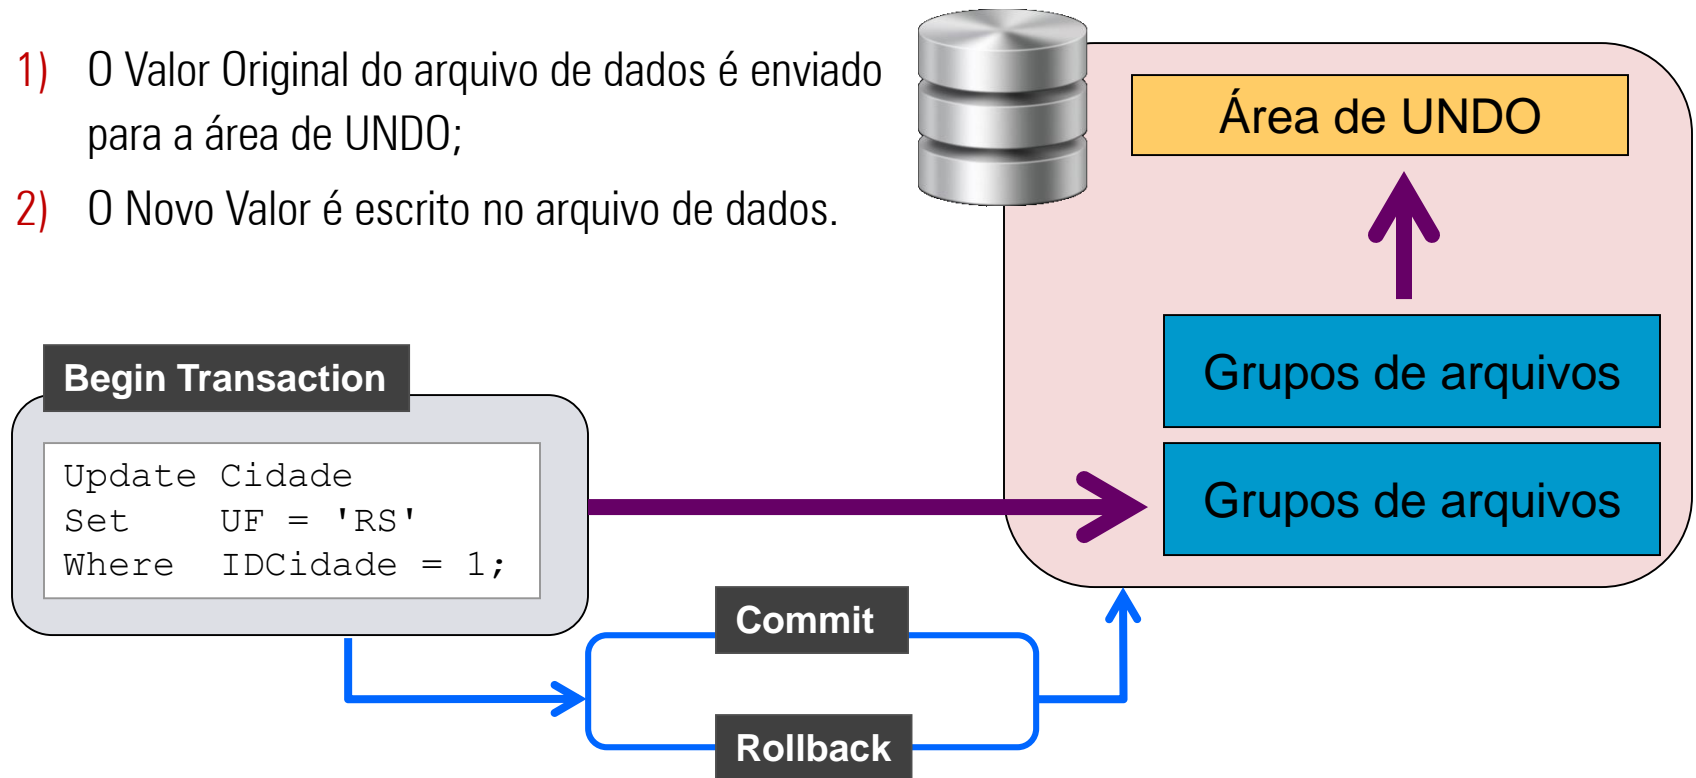 1) O Valor Original do arquivo de dados é enviado
para a área de UNDO;
2) O Novo Valor é escrito no arquivo de dados.
Área de UNDO
Grupos de arquivos
Grupos de arquivos
Begin Transaction
Update Cidade
Set UF = 'RS'
Where IDCidade = 1;
Commit
Rollback